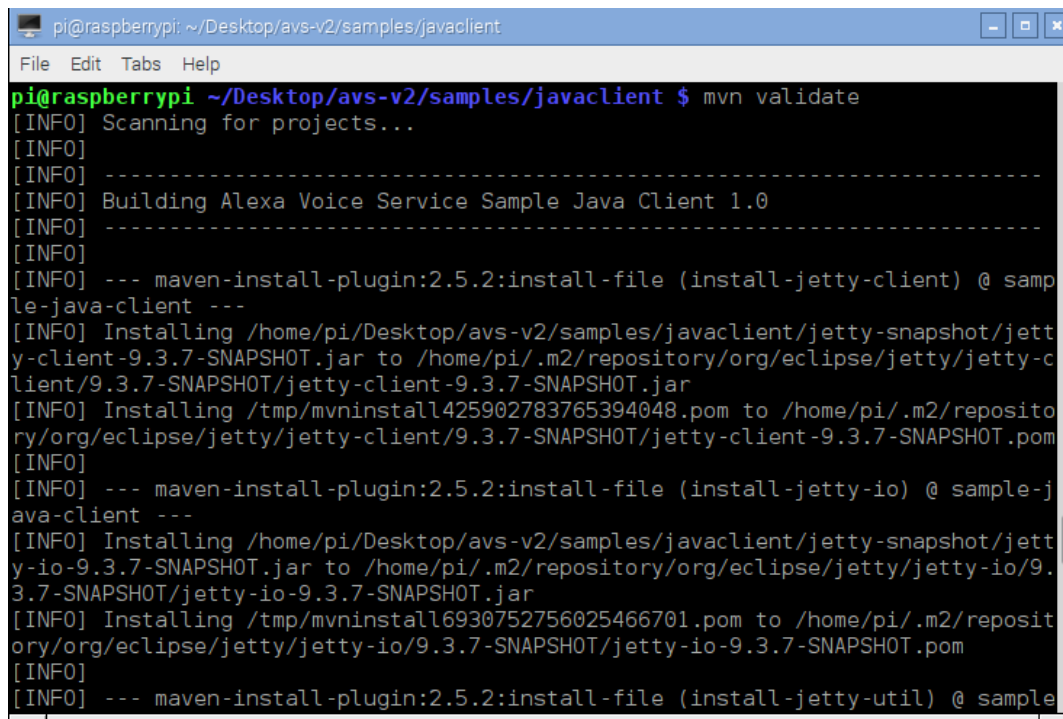 pi@raspberrypi: ~/Desktop/avs-v2/samples/javaclient
File Edit Tabs Help
pi@raspberrypi ~/Desktop/avs-v2/samples/javaclient $ mvn validate
[INFO] Scanning for projects...
[INFO]
[INFO] ------------------------------------------------------------------------
[INFO] Building Alexa Voice Service Sample Java Client 1.0
[INFO] ------------------------------------------------------------------------
[INFO]
[INFO] --- maven-install-plugin:2.5.2:install-file (install-jetty-client) @ samp
le-java-client ---
[INFO] Installing /home/pi/Desktop/avs-v2/samples/javaclient/jetty-snapshot/jett
y-client-9.3.7-SNAPSHOT.jar to /home/pi/.m2/repository/org/eclipse/jetty/jetty-c
lient/9.3.7-SNAPSHOT/jetty-client-9.3.7-SNAPSHOT.jar
[INFO] Installing /tmp/mvninstall425902783765394048.pom to /home/pi/.m2/reposito
ry/org/eclipse/jetty/jetty-client/9.3.7-SNAPSHOT/jetty-client-9.3.7-SNAPSHOT.pom
[INFO]
[INFO] --- maven-install-plugin:2.5.2:install-file (install-jetty-io) @ sample-j
ava-client ---
[INFO] Installing /home/pi/Desktop/avs-v2/samples/javaclient/jetty-snapshot/jett
y-io-9.3.7-SNAPSHOT.jar to /home/pi/.m2/repository/org/eclipse/jetty/jetty-io/9.
3.7-SNAPSHOT/jetty-io-9.3.7-SNAPSHOT.jar
[INFO] Installing /tmp/mvninstall6930752756025466701.pom to /home/pi/.m2/reposit
ory/org/eclipse/jetty/jetty-io/9.3.7-SNAPSHOT/jetty-io-9.3.7-SNAPSHOT.pom
[INFO]
[INFO] --- maven-install-plugin:2.5.2:install-file (install-jetty-util) @ sample